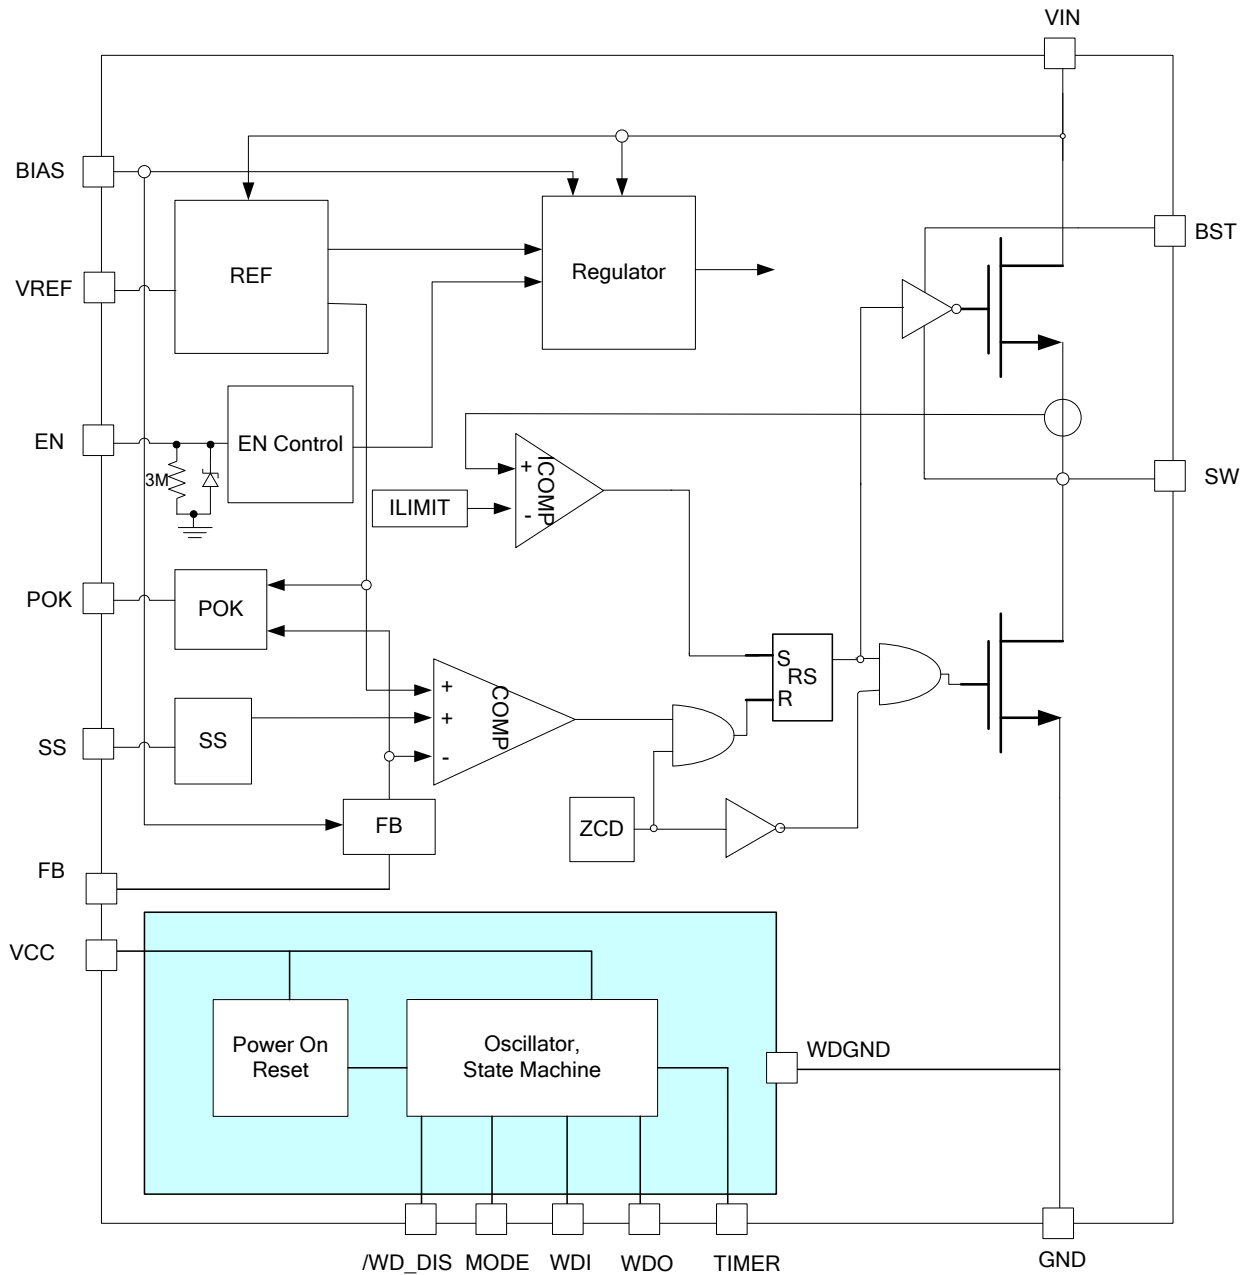 VIN
BIAS
BST
REF
Regulator
VREF
EN
EN Control
3M
ILIMIT
+
-
ICOMP
SW
POK
POK
S
RS
R
+
+
-
COMP
SS
SS
ZCD
FB
FB
VCC
Power On
Reset
Oscillator,
State Machine
WDGND
/WD_DIS
MODE
WDI
WDO
TIMER
GND